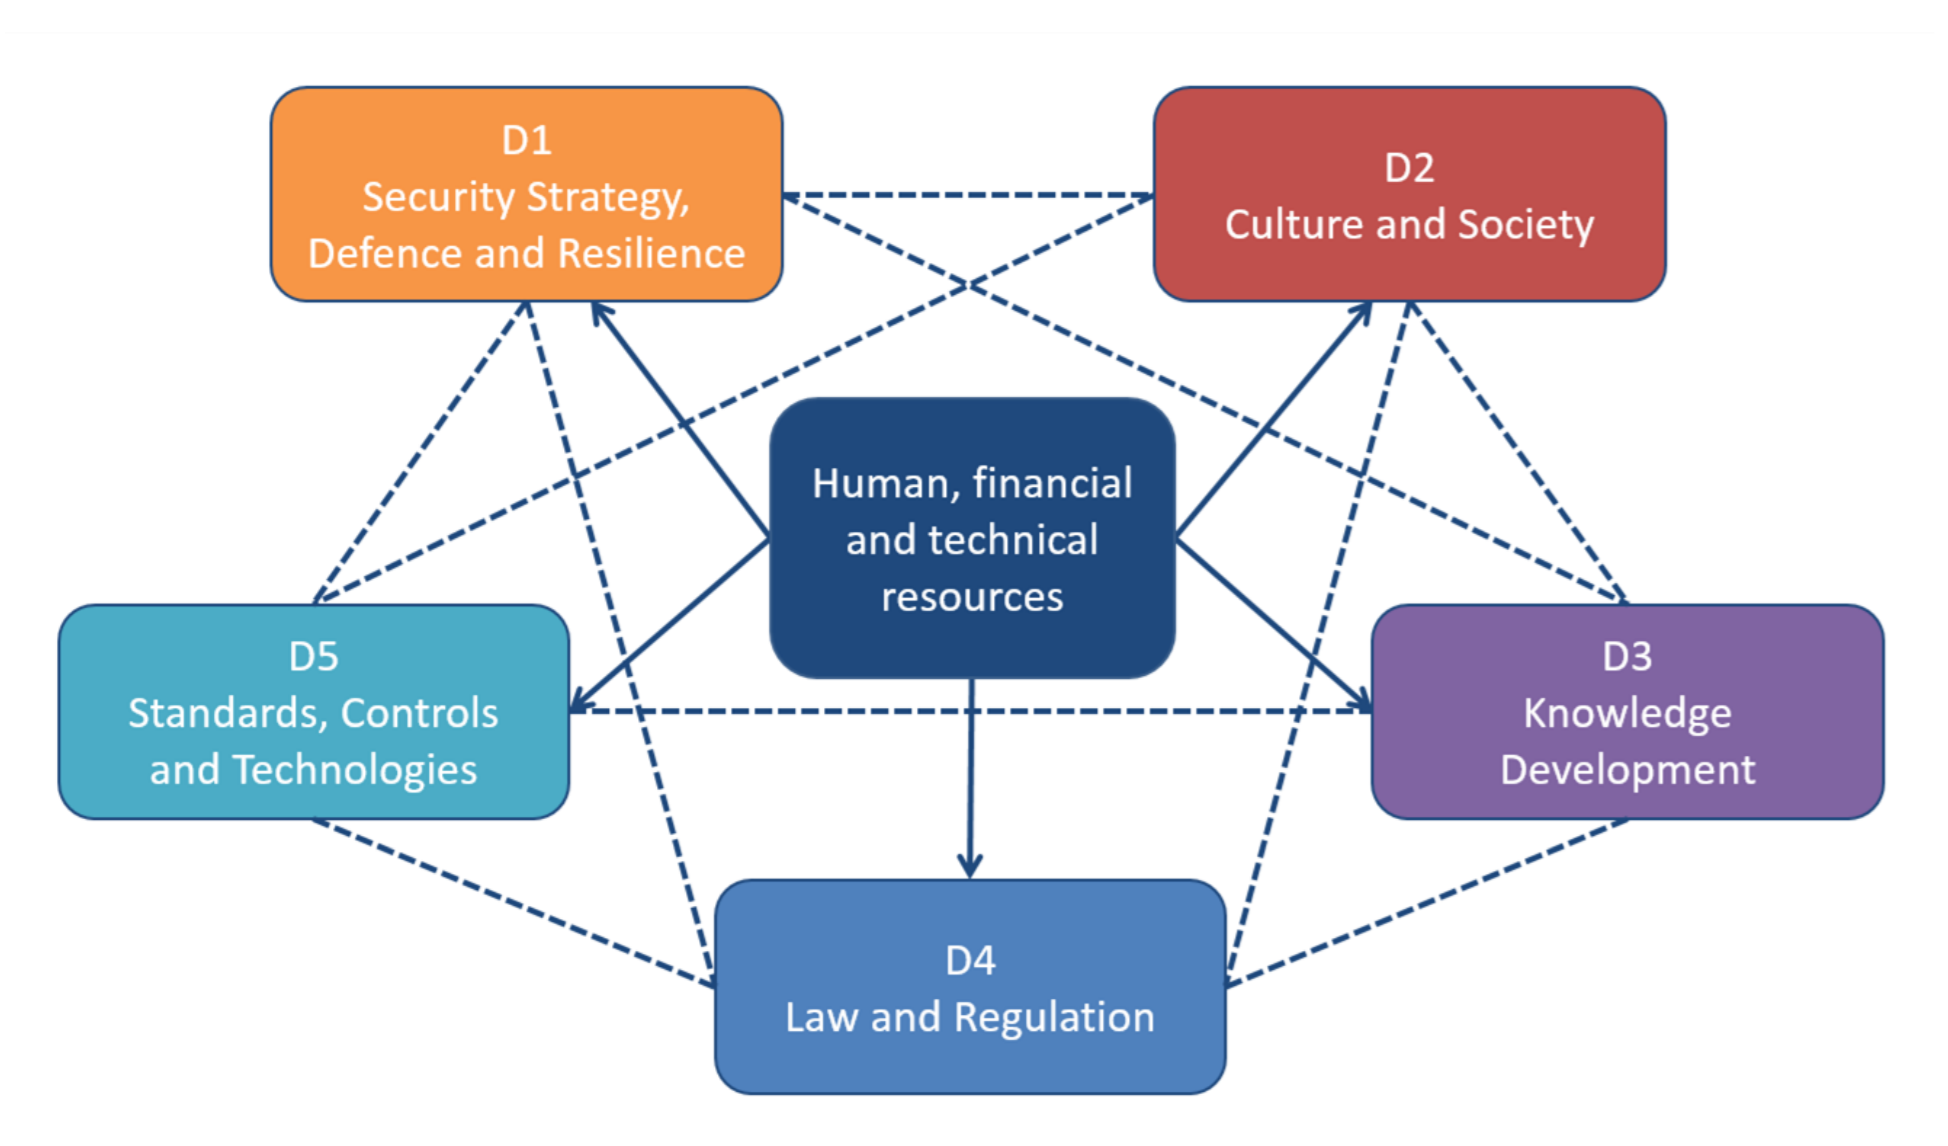 D1
Security Strategy,
Defence and Resilience
D2
Culture and Society
Human, financial
and technical
resources
D5
Standards, Controls
and Technologies
D3
Knowledge
Development
D4
Law and Regulation